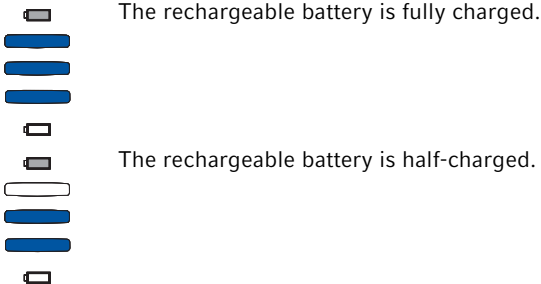 The rechargeable battery is fully charged.
The rechargeable battery is half-charged.